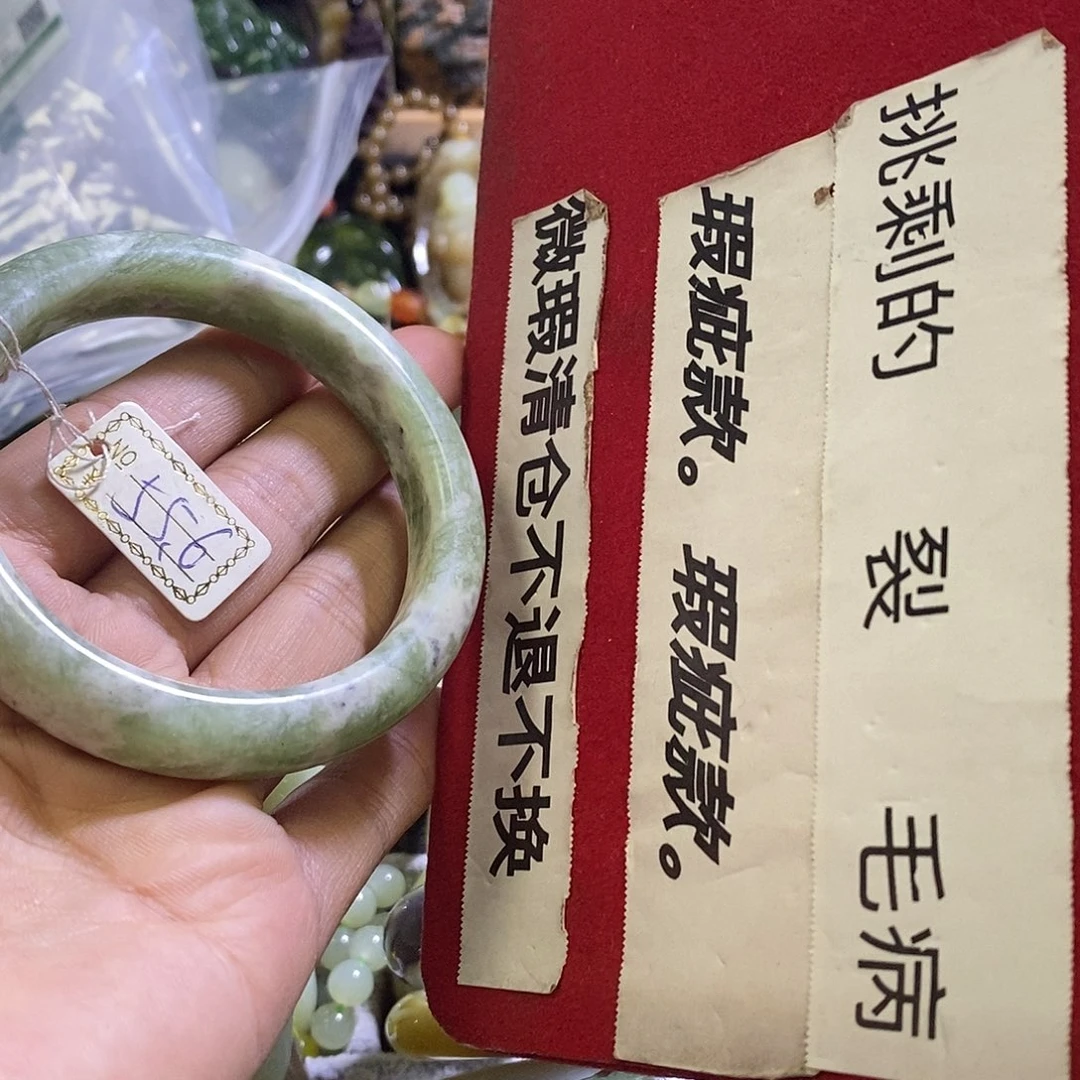 挑剩的 裂 毛病
瑕疵款。瑕疵款。
微瑕清仓不退不换
NO